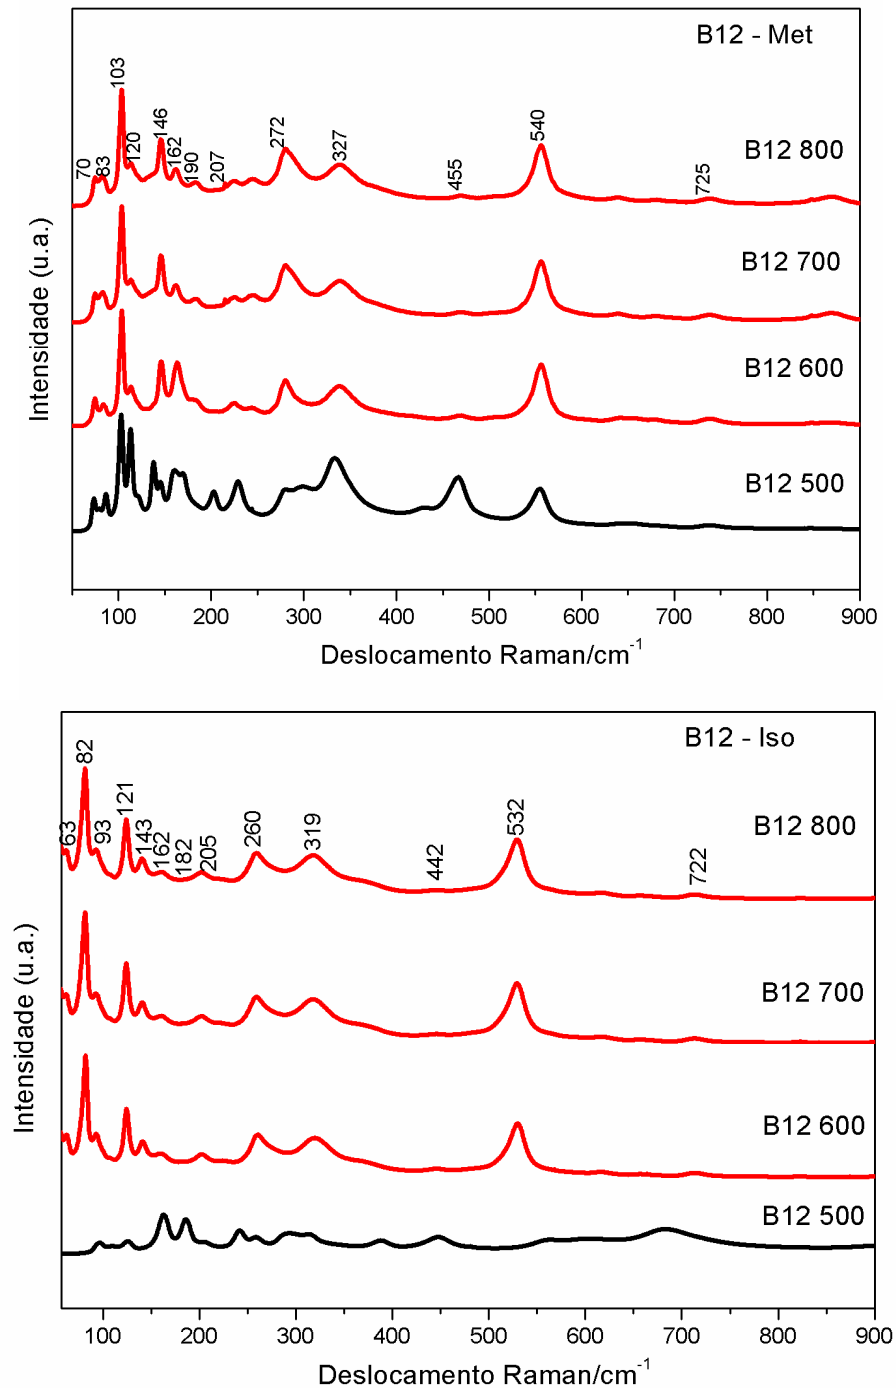 B12 - Met
103
146
540
B12 800
120
272
327
162
70
83
190
207
455
725
B12 700
B12 600
B12 500
Intensidade (u.a.)
100 200 300 400 500 600 700 800 900
Deslocamento Raman/cm-1
B12 - Iso
82
121
532
B12 800
63
93
143
162
182
205
260
319
442
722
B12 700
B12 600
B12 500
Intensidade (u.a.)
100 200 300 400 500 600 700 800 900
Deslocamento Raman/cm-1